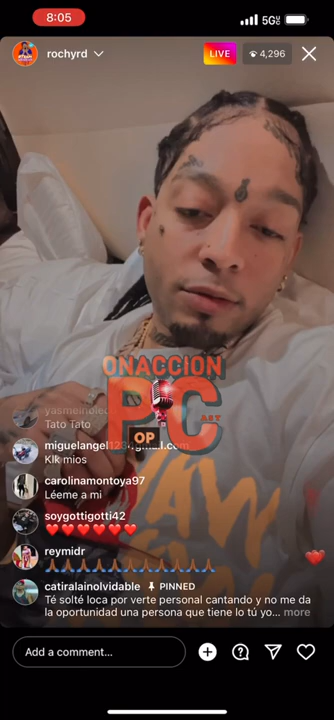 8:05
5G
rochyrd
LIVE
4,296
ONACCION
PC
OP
Tato Tato
Klk mios
carolinamontoya97
Léeme a mi
soygottigotti42
reymidr
catiralainolvidable PINNED
Té solté loca por verte personal cantando y no me da
la oportunidad una persona que tiene lo tú yo... more
Add a comment...